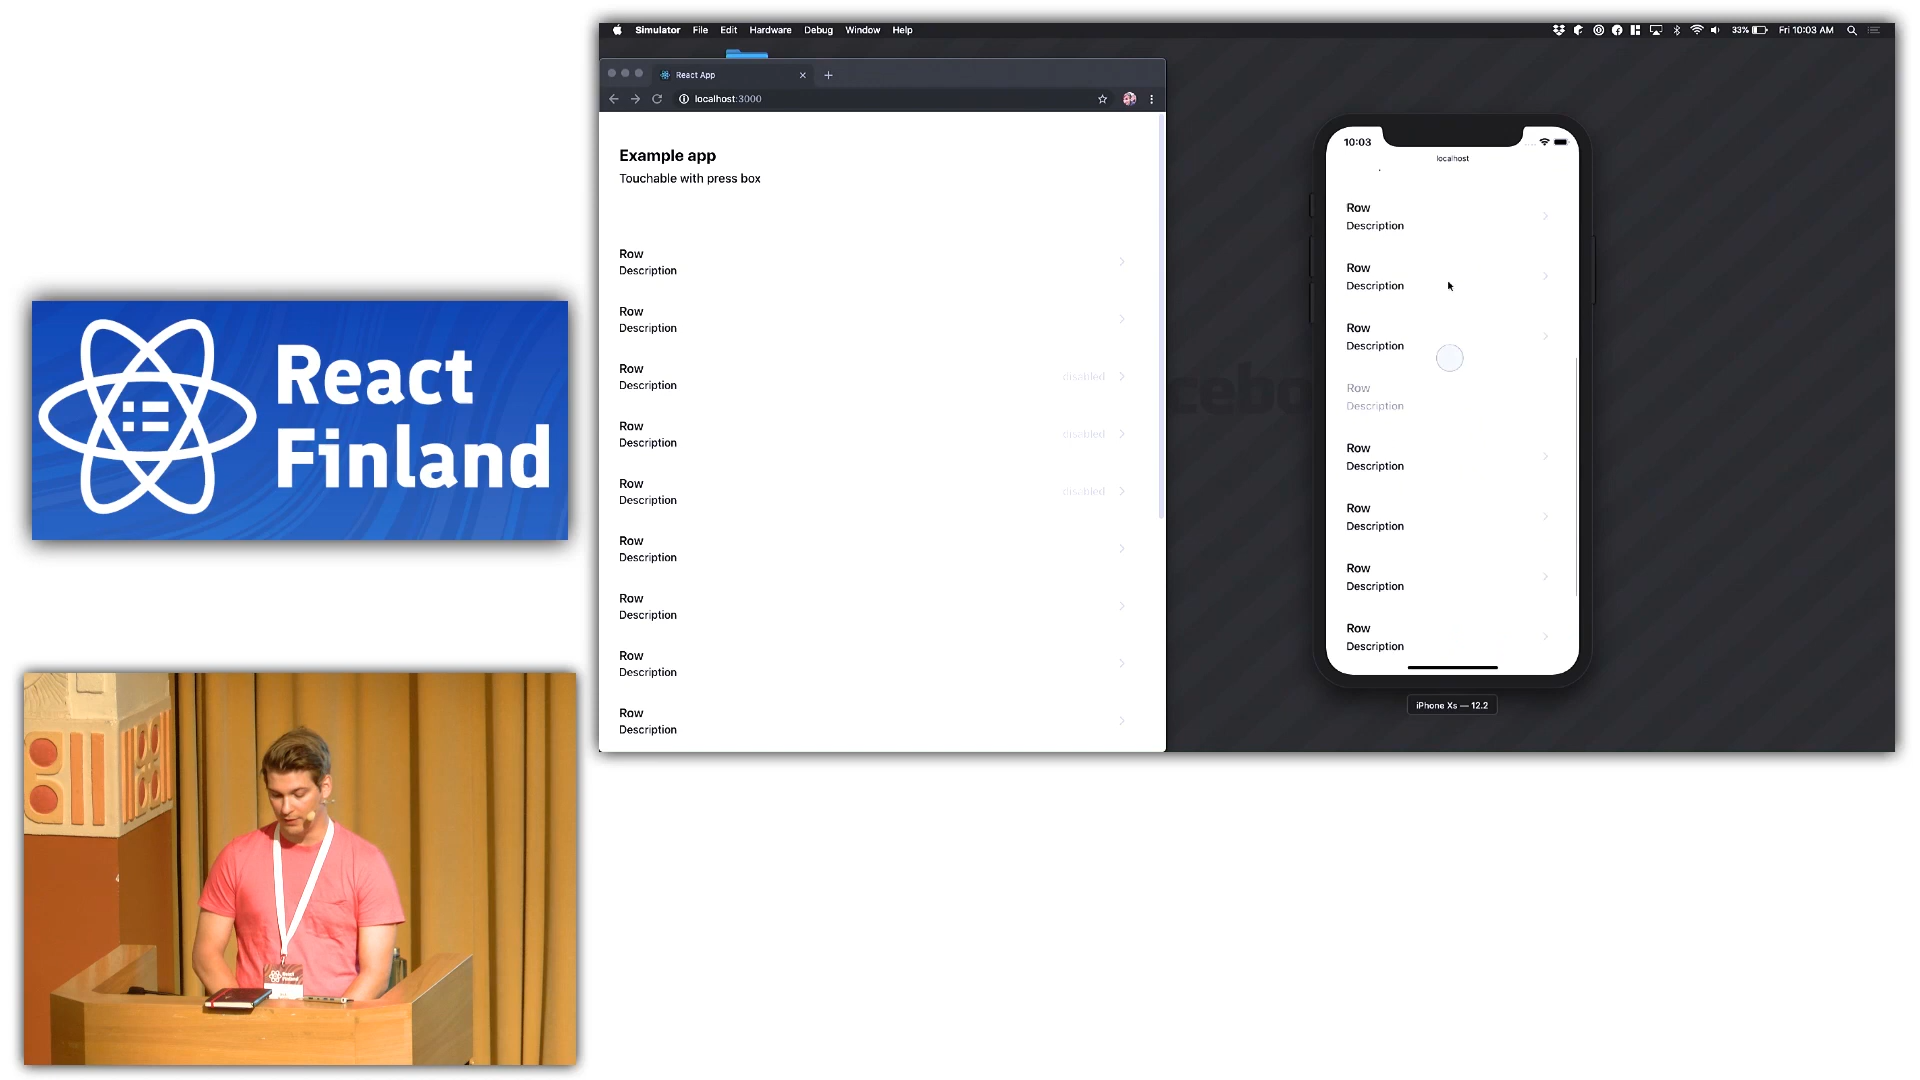 React
Finland
Simulator File Edit Hardware Debug Window Help
33% Fri 10:03 AM
React App
localhost:3000
Example app
Touchable with press box
Row
Description
Row
Description
Row
Description
disabled
Row
Description
disabled
Row
Description
disabled
Row
Description
Row
Description
Row
Description
Row
Description
cebo
10:03
localhost
Row
Description
Row
Description
Row
Description
Row
Description
Row
Description
Row
Description
Row
Description
Row
Description
iPhone Xs — 12.2
React
Finland